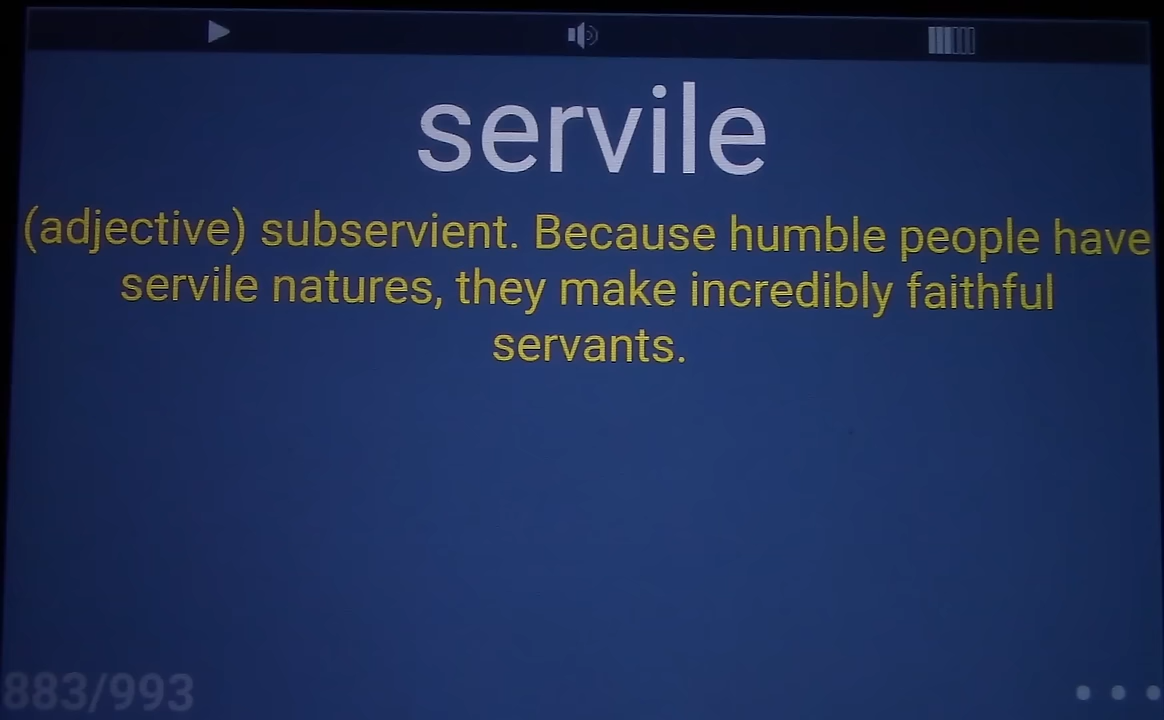 servile
(adjective) subservient. Because humble people have
servile natures, they make incredibly faithful
servants.
883/993